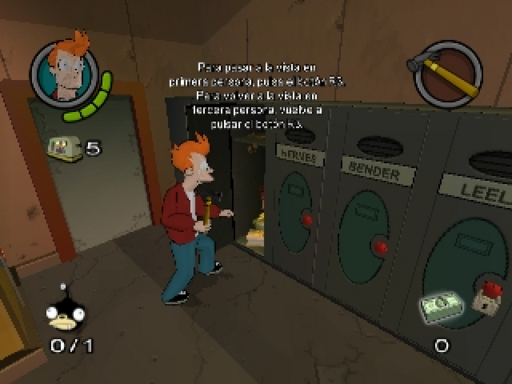 Para pasar a la vista en
primera persona, pulsa el botón R3.
Para volver a la vista en
tercera persona, vuelve a
pulsar el botón R3.
5
HERMES
BENDER
LEEL
0/1
0